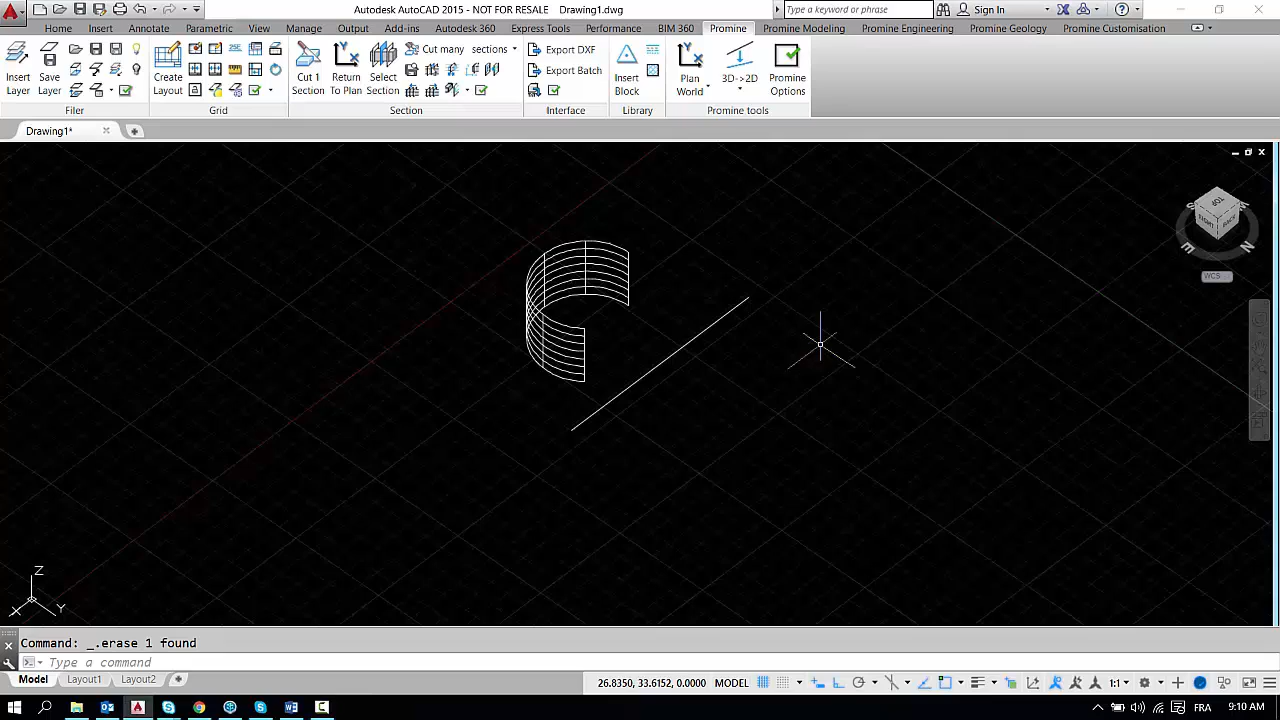 Autodesk AutoCAD 2015 - NOT FOR RESALE Drawing1.dwg
Type a keyword or phrase
Sign In
Home Insert Annotate Parametric View Manage Output Add-ins Autodesk 360 Express Tools Performance BIM 360 Promine Promine Modeling Promine Engineering Promine Geology Promine Customisation
Insert Layer
Save Layer
Create Layout
Cut 1 Section
Return To Plan
Select Section
Cut many sections
Export DXF
Export Batch
Insert Block
Plan World
3D->2D
Promine Options
Filer Grid Section Interface Library Promine tools
Drawing1*
TOP
RIGHT
BACK
E
N
WCS
Z
X
Y
Command: _.erase 1 found
Type a command
Model Layout1 Layout2
26.8350, 33.6152, 0.0000 MODEL
1:1
FRA 9:10 AM